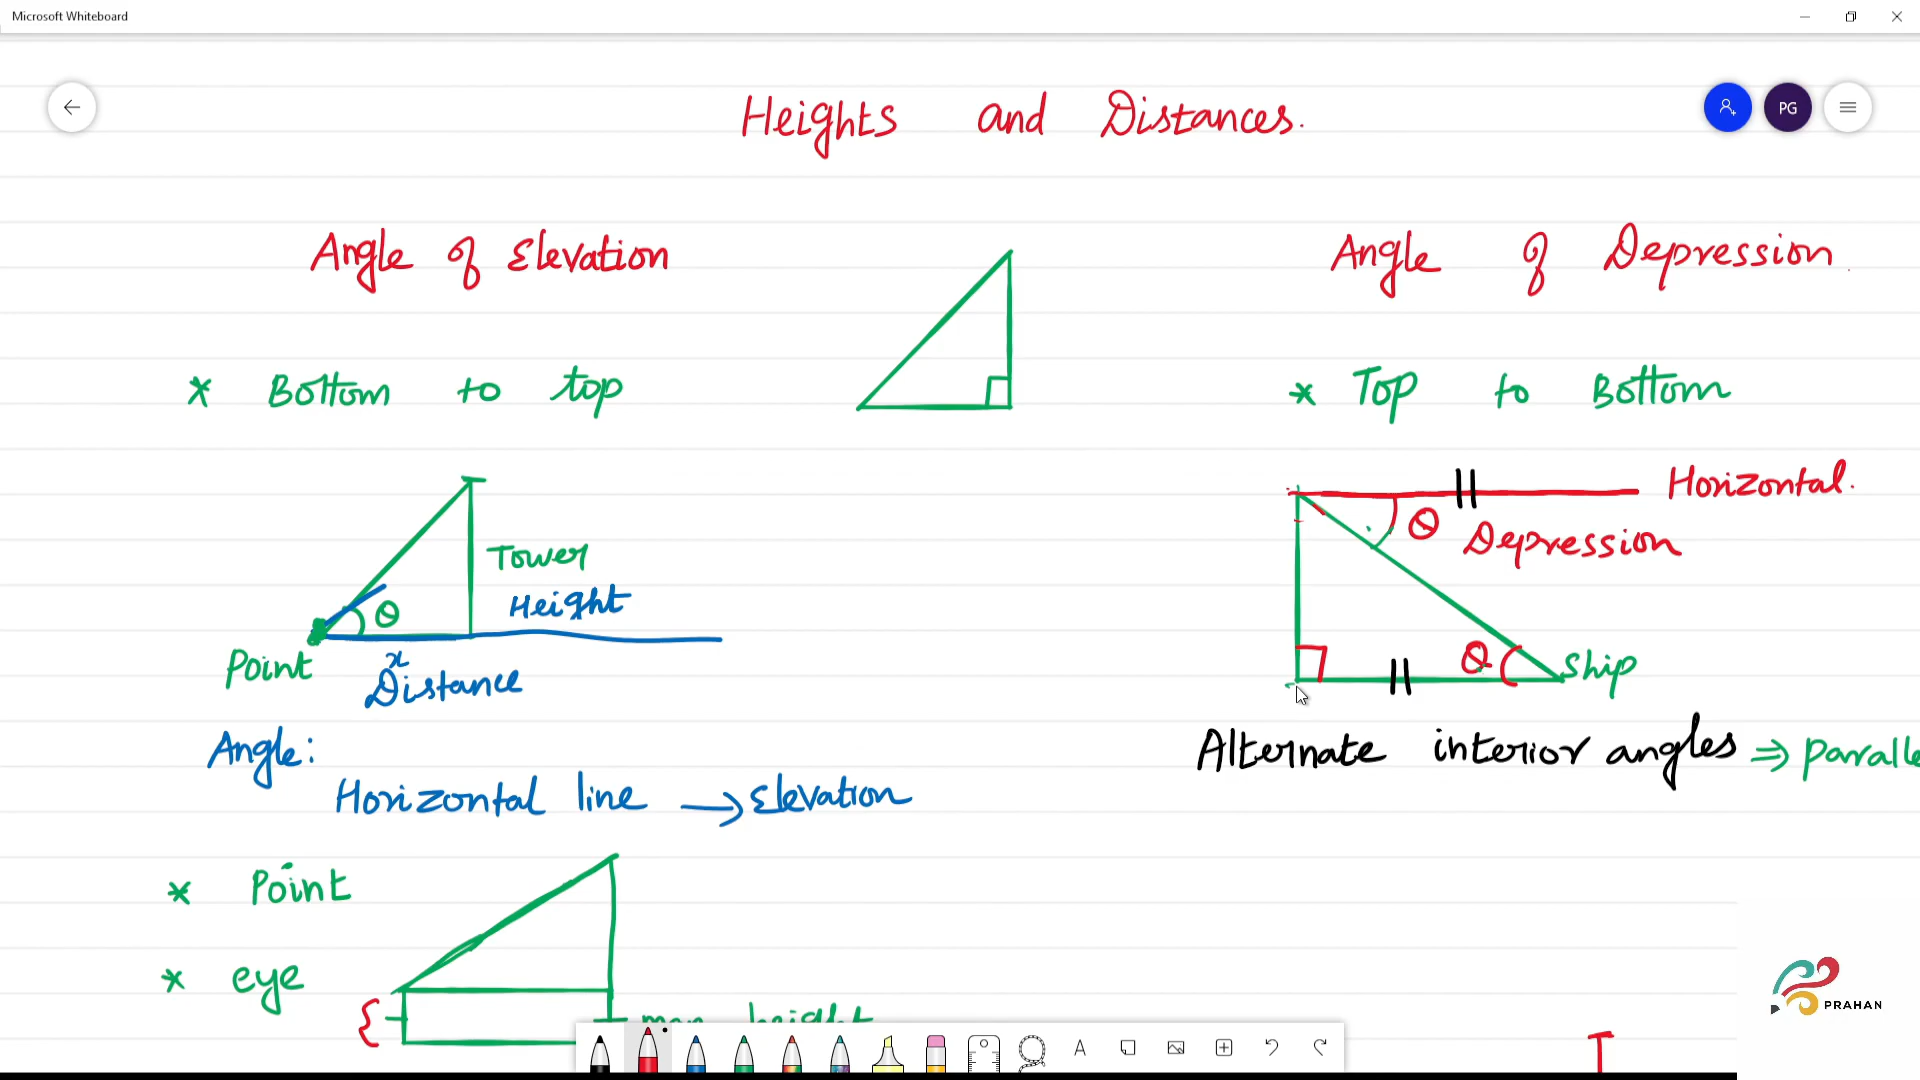 Microsoft Whiteboard
PG
Heights and Distances.
Angle of Elevation
* Bottom to top
Tower
Height
θ
Point
x
Distance
Angle:
Horizontal line → Elevation
* Point
* eye
height
Angle of Depression.
* Top to Bottom
Horizontal.
θ
Depression
θ
Ship
Alternate interior angles ⇒
PRAHAN